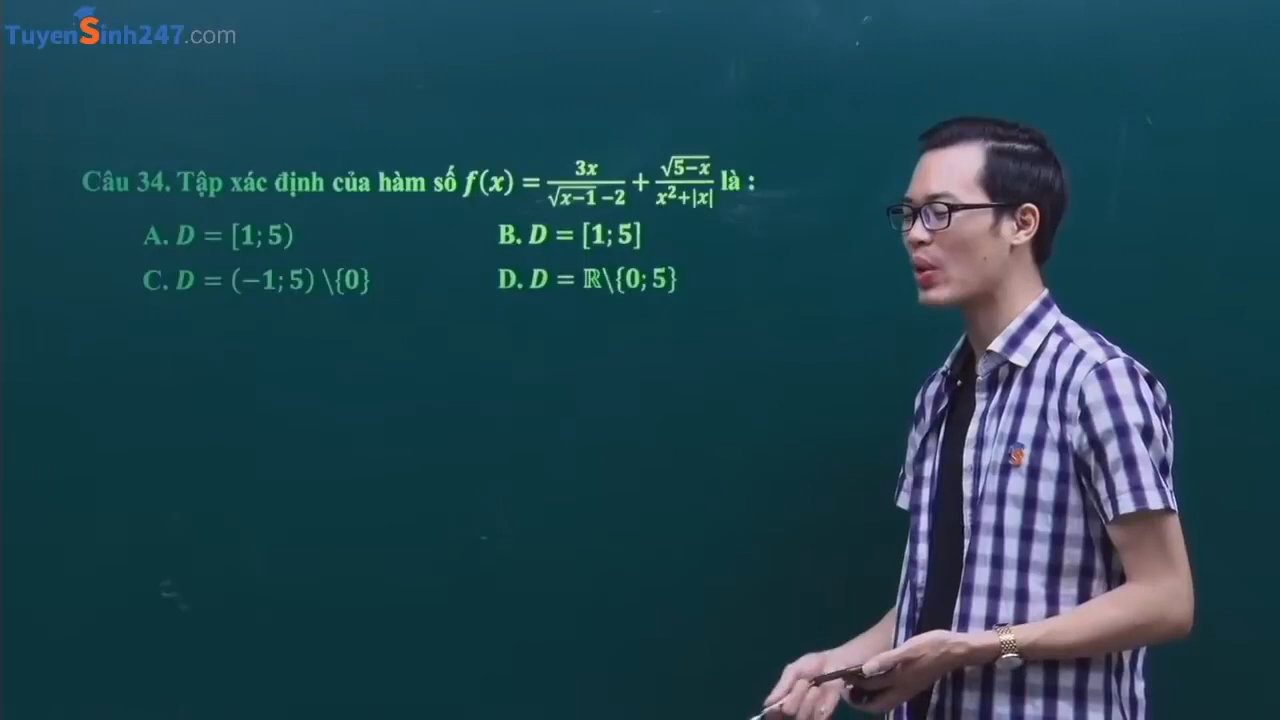 TuyenSinh247.com
Câu 34. Tập xác định của hàm số f(x) = 3x/(√(x−1) −2) + √(5−x)/(x²+|x|) là :
A. D = [1; 5) B. D = [1; 5]
C. D = (−1; 5) \{0} D. D = ℝ\{0; 5}